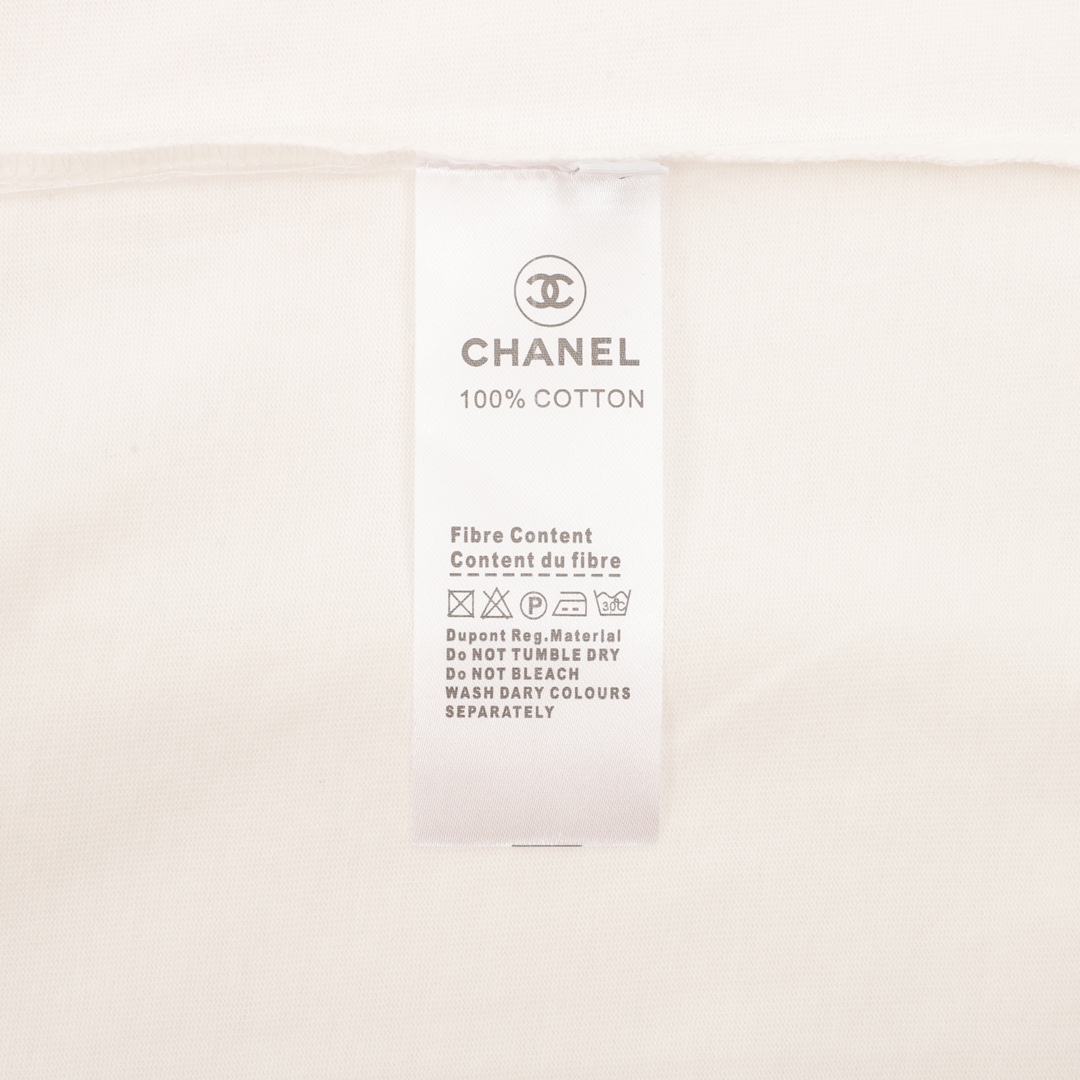 CHANEL
100% COTTON
Fibre Content
Content du fibre
P 30℃
Dupont Reg.Material
Do NOT TUMBLE DRY
Do NOT BLEACH
WASH DARY COLOURS
SEPARATELY